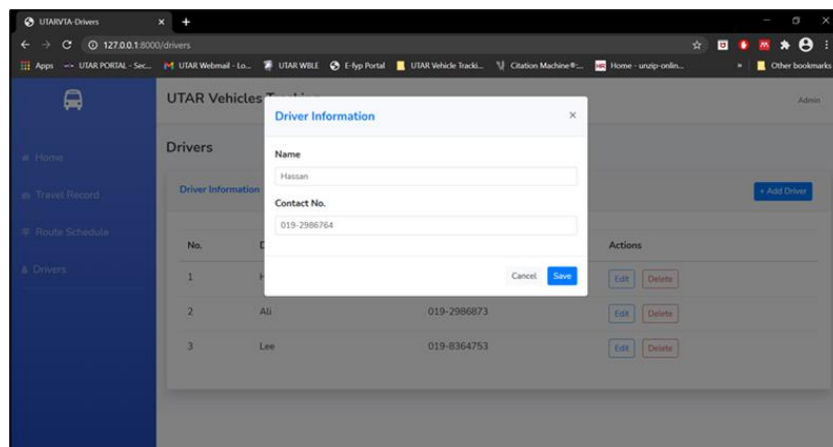 UTARVTA-Drivers
127.0.0.1:8000/drivers
Apps UTAR PORTAL - Sec... UTAR Webmail - Lo... UTAR WBLE E-fyp Portal UTAR Vehicle Tracki... Citation Machine®:... Home - unzip-onlin... » Other bookmarks
UTAR Vehicles Tracking Admin
Driver Information ×
Drivers
Name
Home
Hassan
Travel Record Driver Information + Add Driver
Contact No.
019-2986764
Route Schedule
No. D Actions
Drivers
Cancel Save
1 H Edit Delete
2 Ali 019-2986873 Edit Delete
3 Lee 019-8364753 Edit Delete